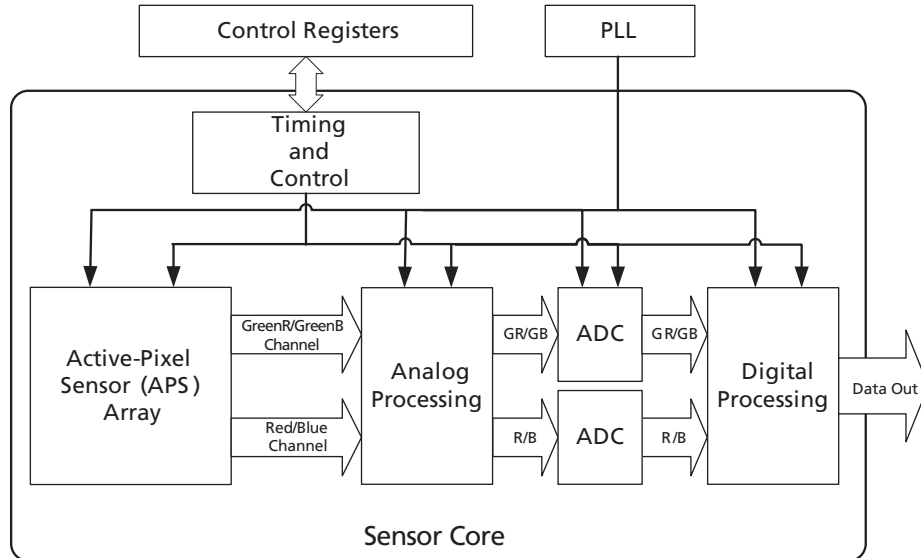 Control Registers
PLL
Timing
and
Control
Active-Pixel
Sensor (APS)
Array
GreenR/GreenB
Channel
Red/Blue
Channel
Analog
Processing
GR/GB
R/B
ADC
ADC
GR/GB
R/B
Digital
Processing
Data Out
Sensor Core